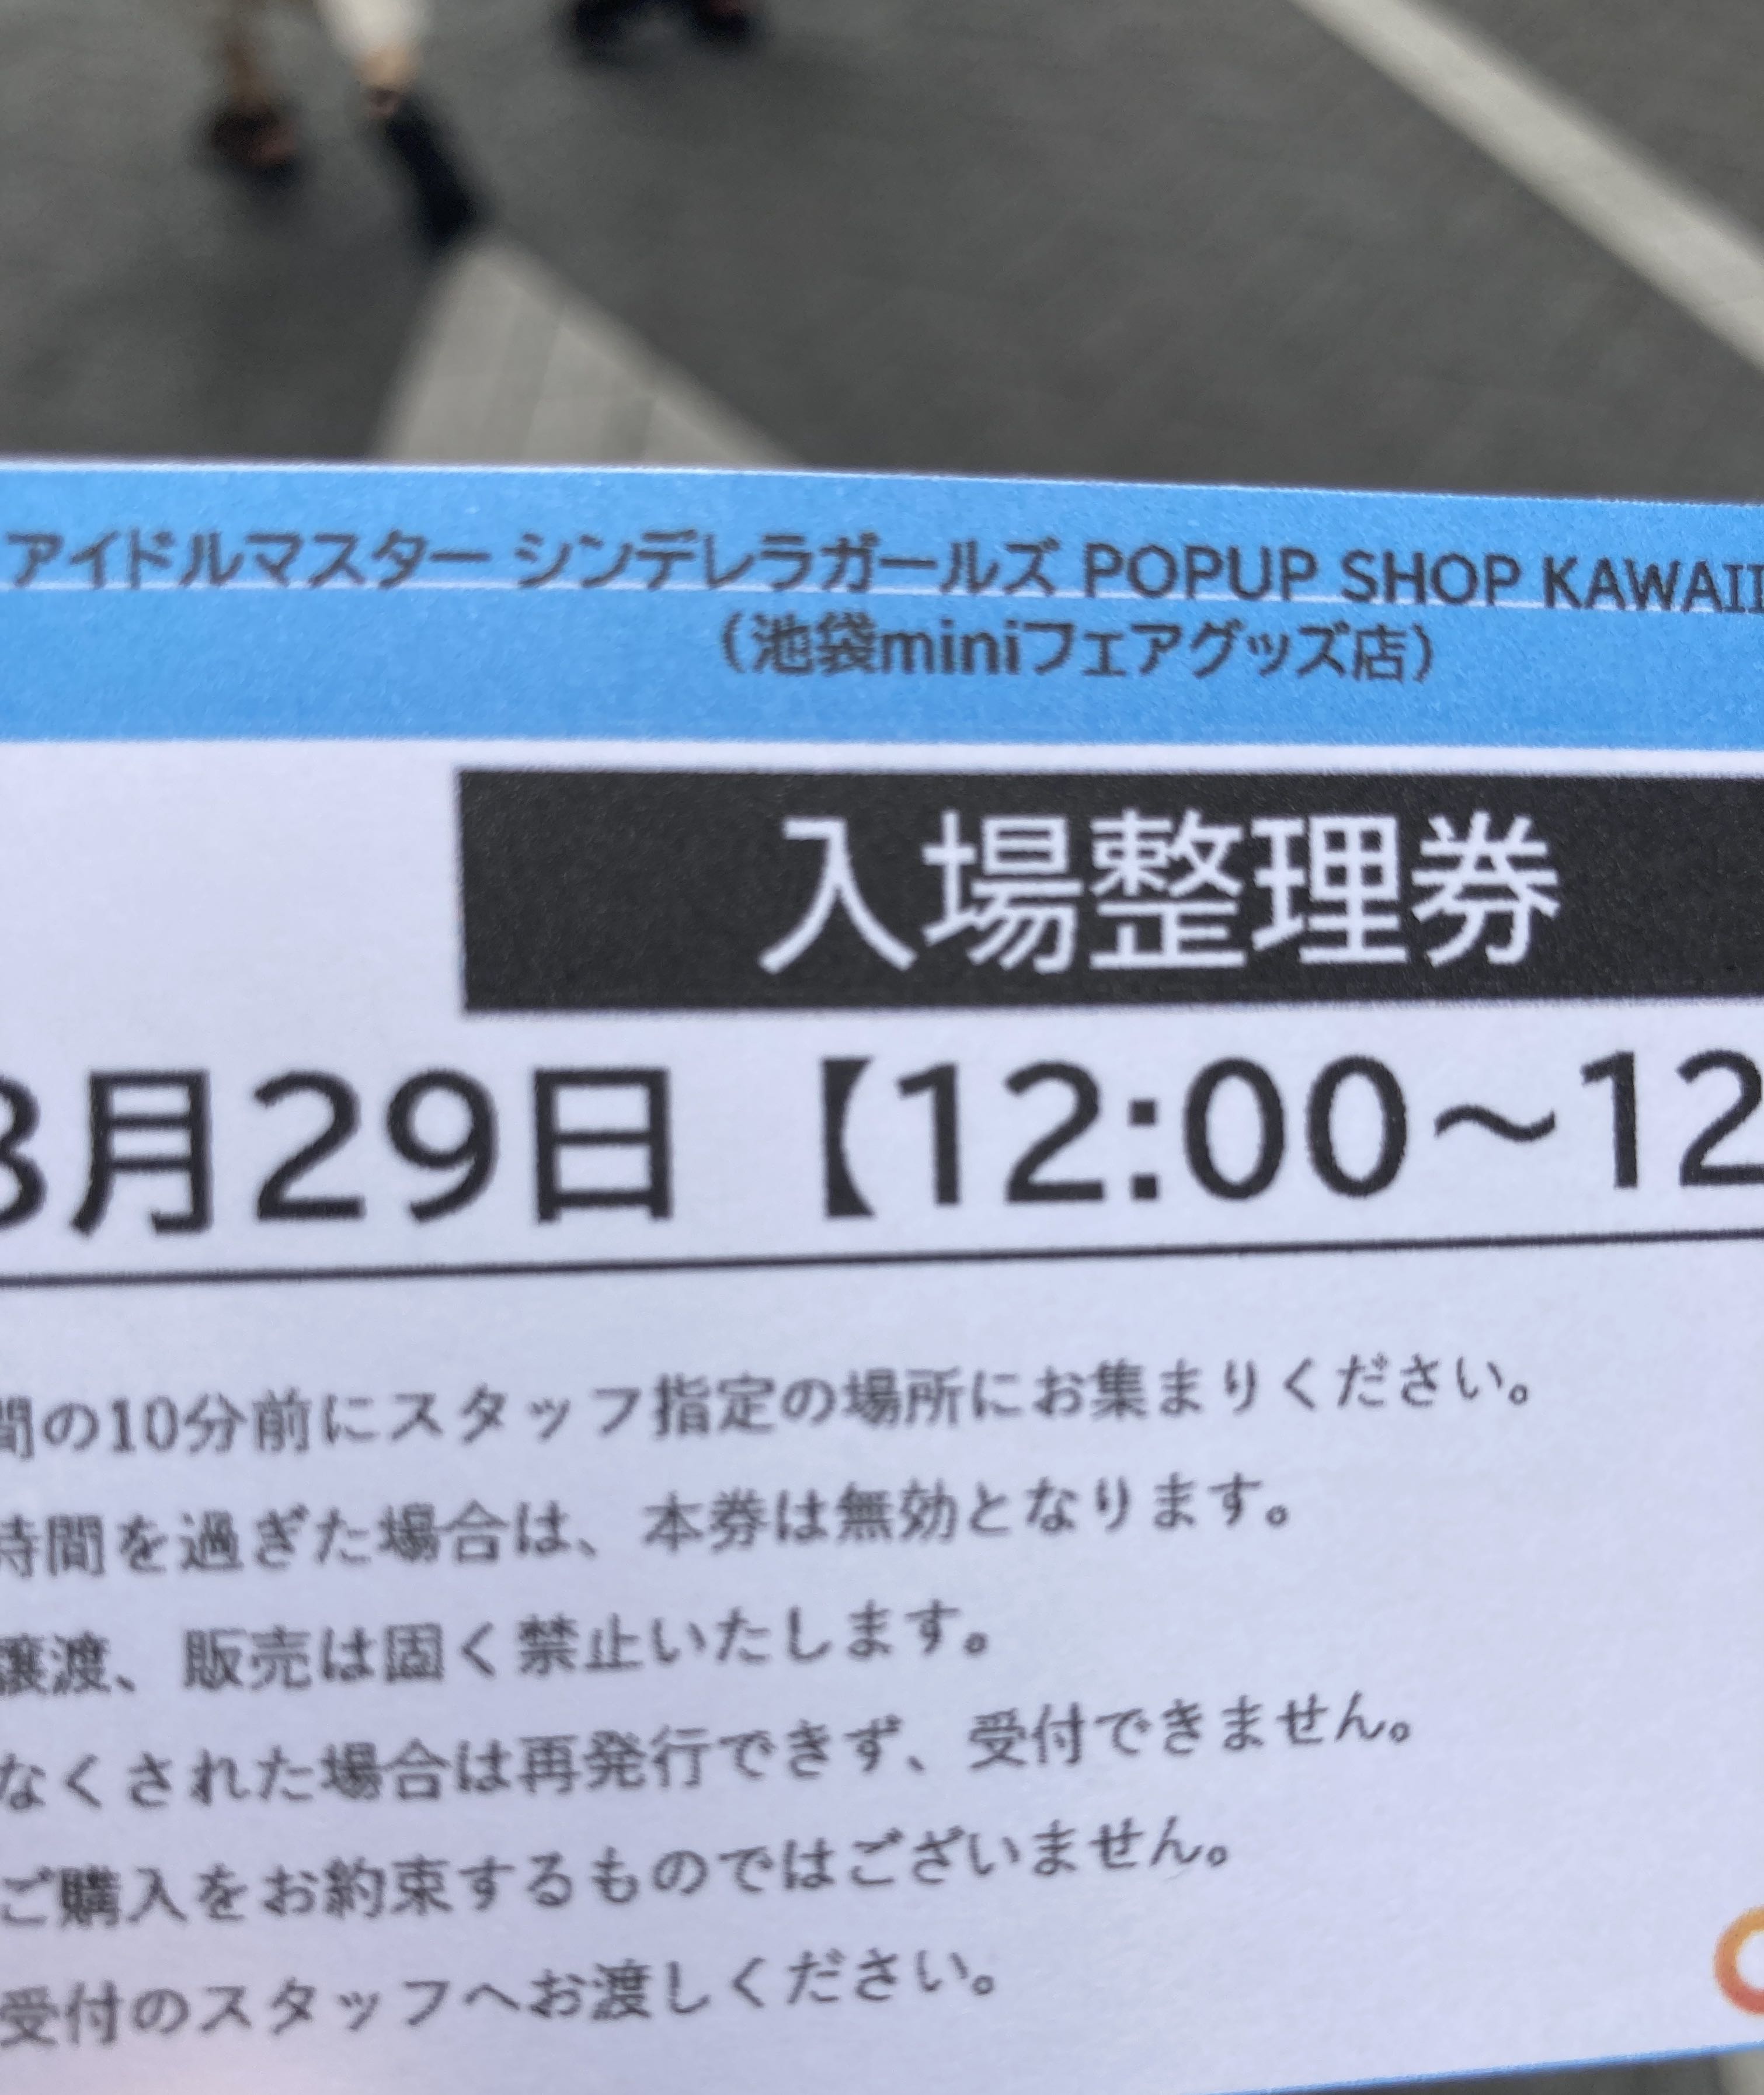 アイドルマスター シンデレラガールズ POPUP SHOP KAWAII
（池袋miniフェアグッズ店）
入場整理券
8月29日【12:00～12
間の10分前にスタッフ指定の場所にお集まりください。
時間を過ぎた場合は、本券は無効となります。
譲渡、販売は固く禁止いたします。
なくされた場合は再発行できず、受付できません。
ご購入をお約束するものではございません。
受付のスタッフへお渡しください。